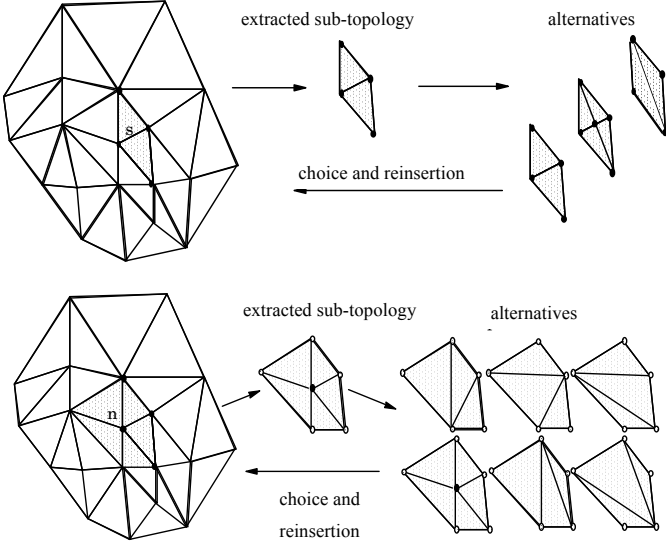 extracted sub-topology
alternatives
s
choice and reinsertion
extracted sub-topology
alternatives
n
choice and
reinsertion